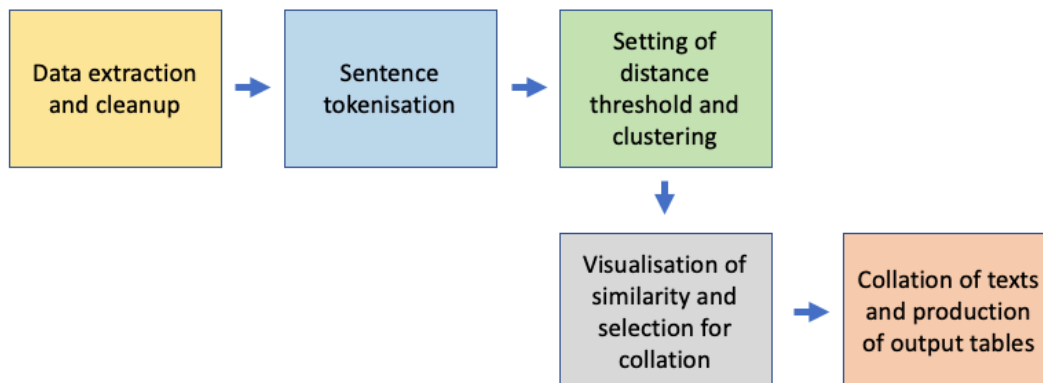 Data extraction
and cleanup
Sentence
tokenisation
Setting of
distance
threshold and
clustering
Visualisation of
similarity and
selection for
collation
Collation of texts
and production
of output tables